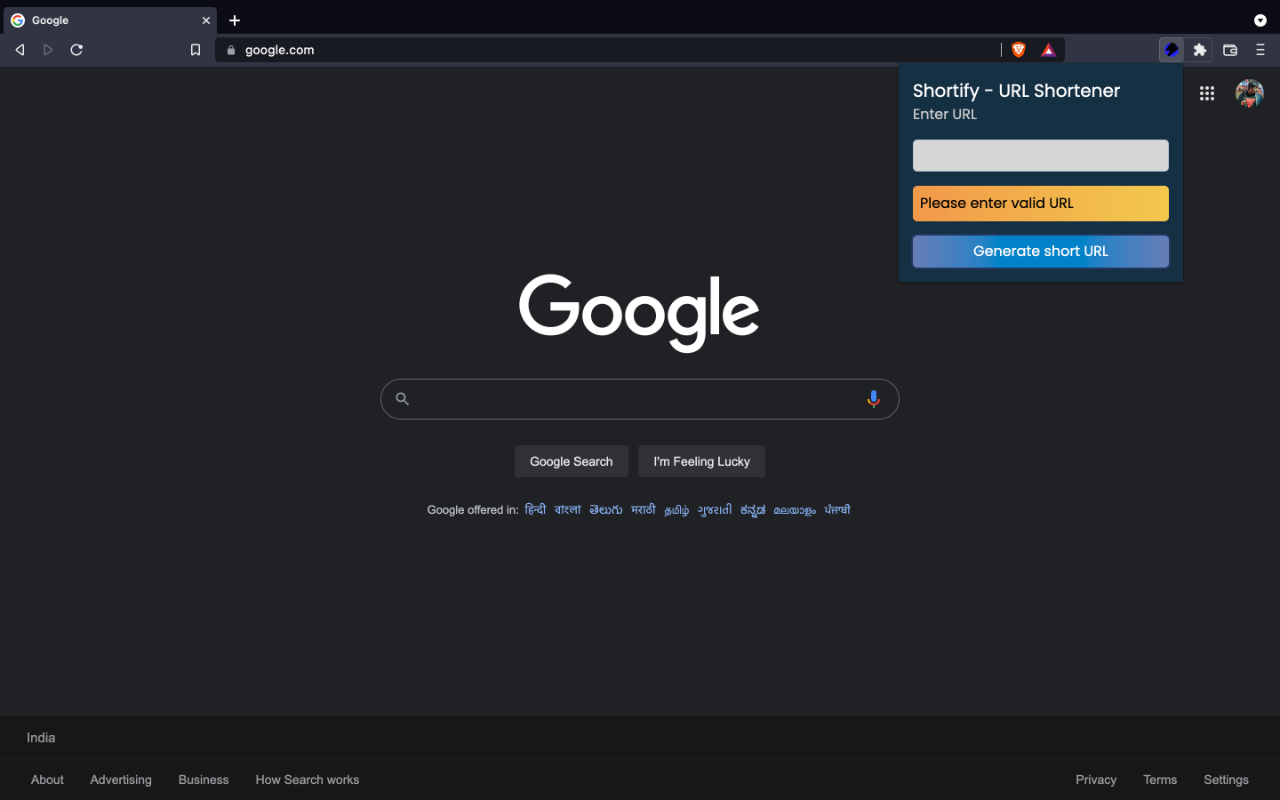 Google
google.com
Shortify - URL Shortener
Enter URL
Please enter valid URL
Generate short URL
Google
Google Search I'm Feeling Lucky
Google offered in: हिन्दी বাংলা తెలుగు मराठी தமிழ் ગુજરાતી ಕನ್ನಡ മലയാളം ਪੰਜਾਬੀ
India
About Advertising Business How Search works Privacy Terms Settings